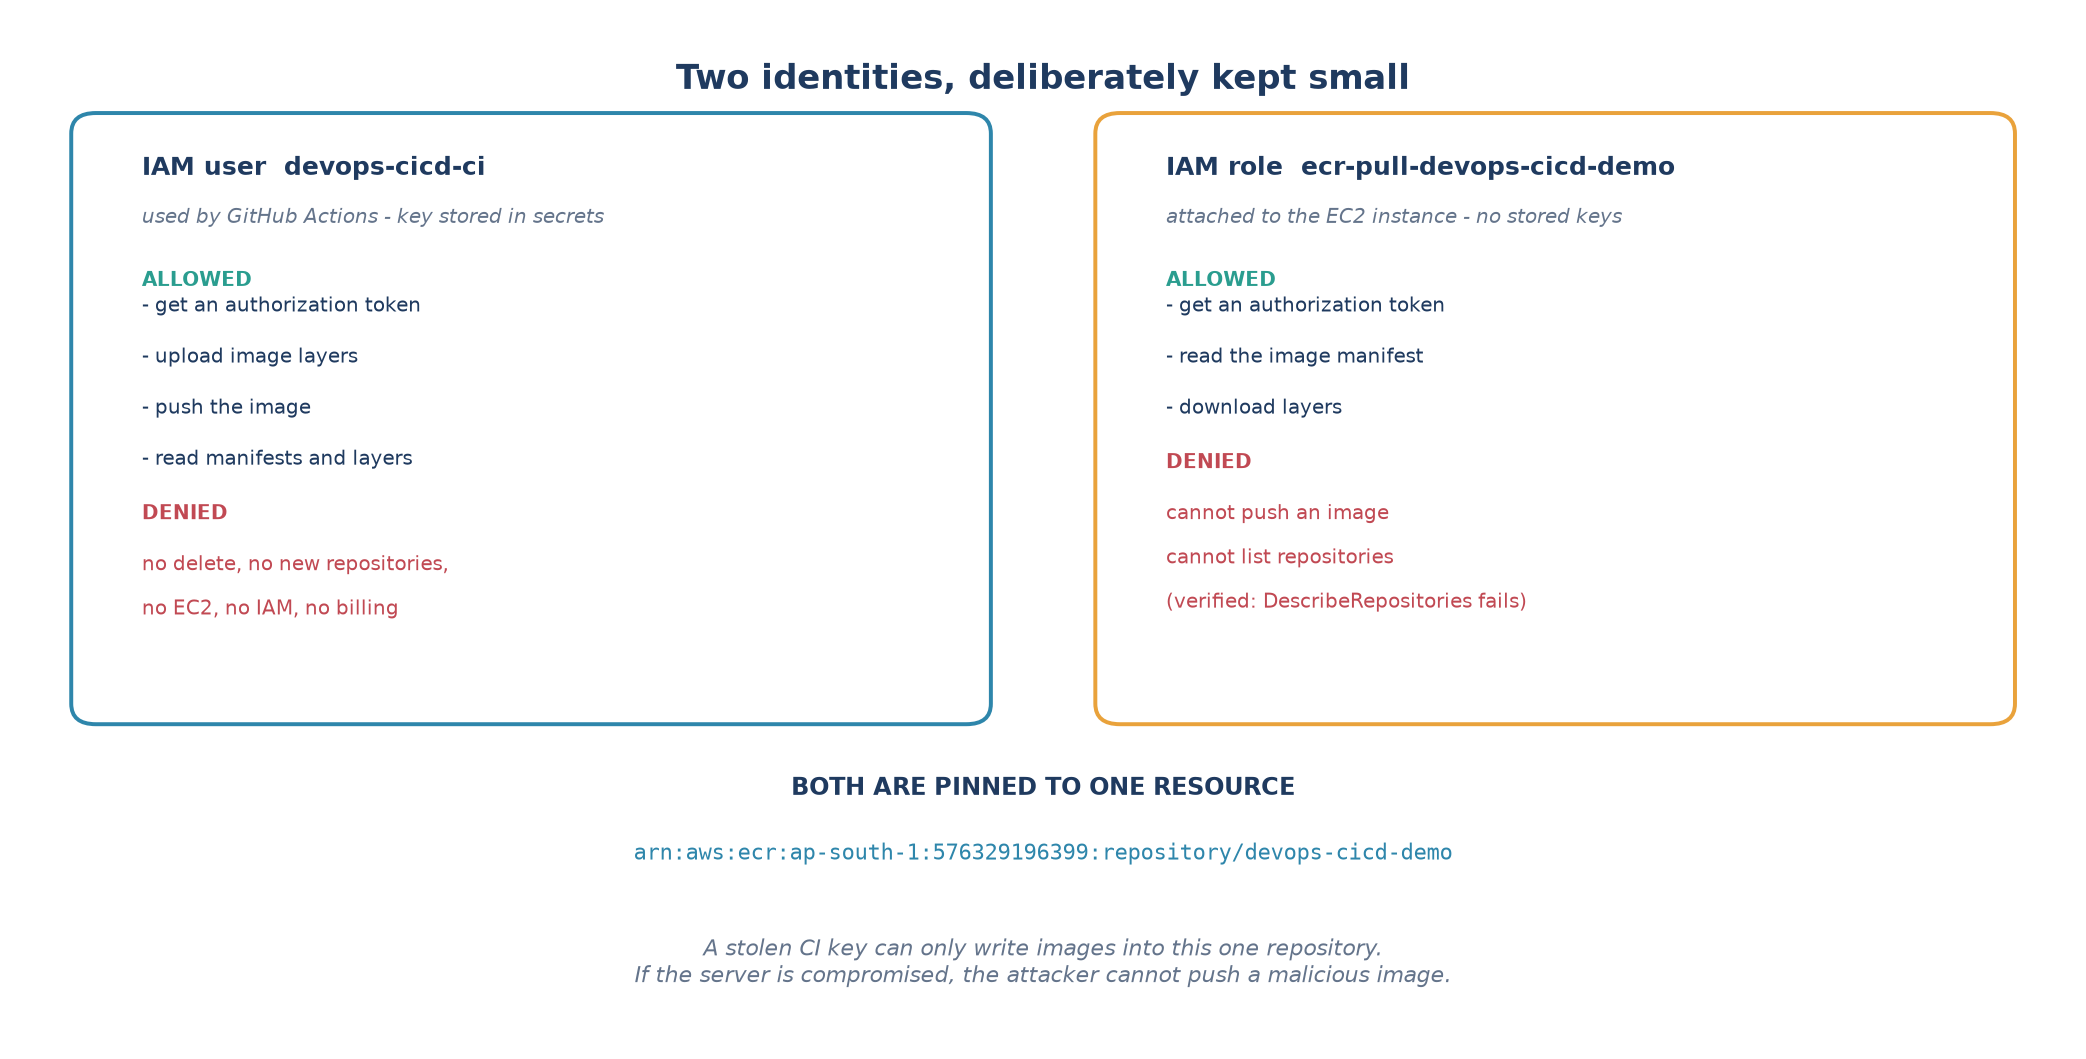 Two identities, deliberately kept small
IAM user  devops-cicd-ci
used by GitHub Actions - key stored in secrets
ALLOWED
- get an authorization token
- upload image layers
- push the image
- read manifests and layers
DENIED
no delete, no new repositories,
no EC2, no IAM, no billing
IAM role  ecr-pull-devops-cicd-demo
attached to the EC2 instance - no stored keys
ALLOWED
- get an authorization token
- read the image manifest
- download layers
DENIED
cannot push an image
cannot list repositories
(verified: DescribeRepositories fails)
BOTH ARE PINNED TO ONE RESOURCE
arn:aws:ecr:ap-south-1:576329196399:repository/devops-cicd-demo
A stolen CI key can only write images into this one repository.
If the server is compromised, the attacker cannot push a malicious image.